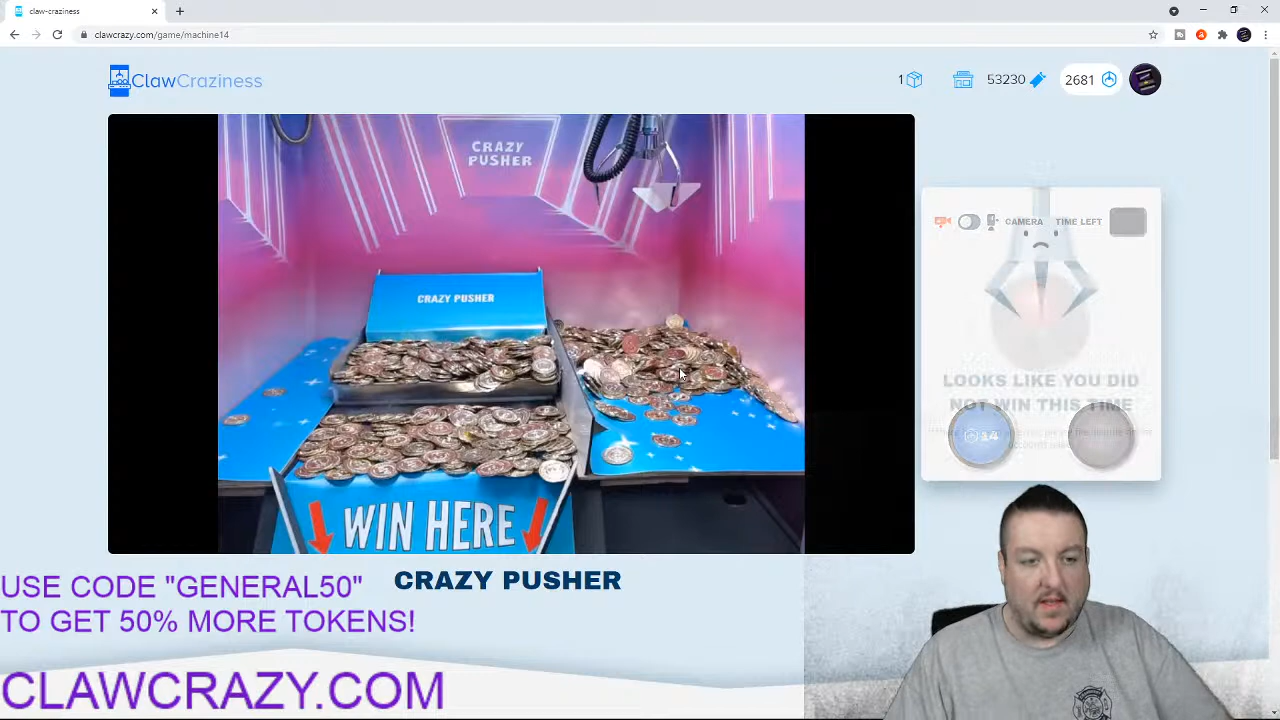 claw-craziness
clawcrazy.com/game/machine14
ClawCraziness
1
53230
2681
CRAZY
PUSHER
CRAZY PUSHER
WIN HERE
CAMERA
TIME LEFT
LOOKS LIKE YOU DID
NOT WIN THIS TIME
14
CRAZY PUSHER
USE CODE "GENERAL50"
TO GET 50% MORE TOKENS!
CLAWCRAZY.COM